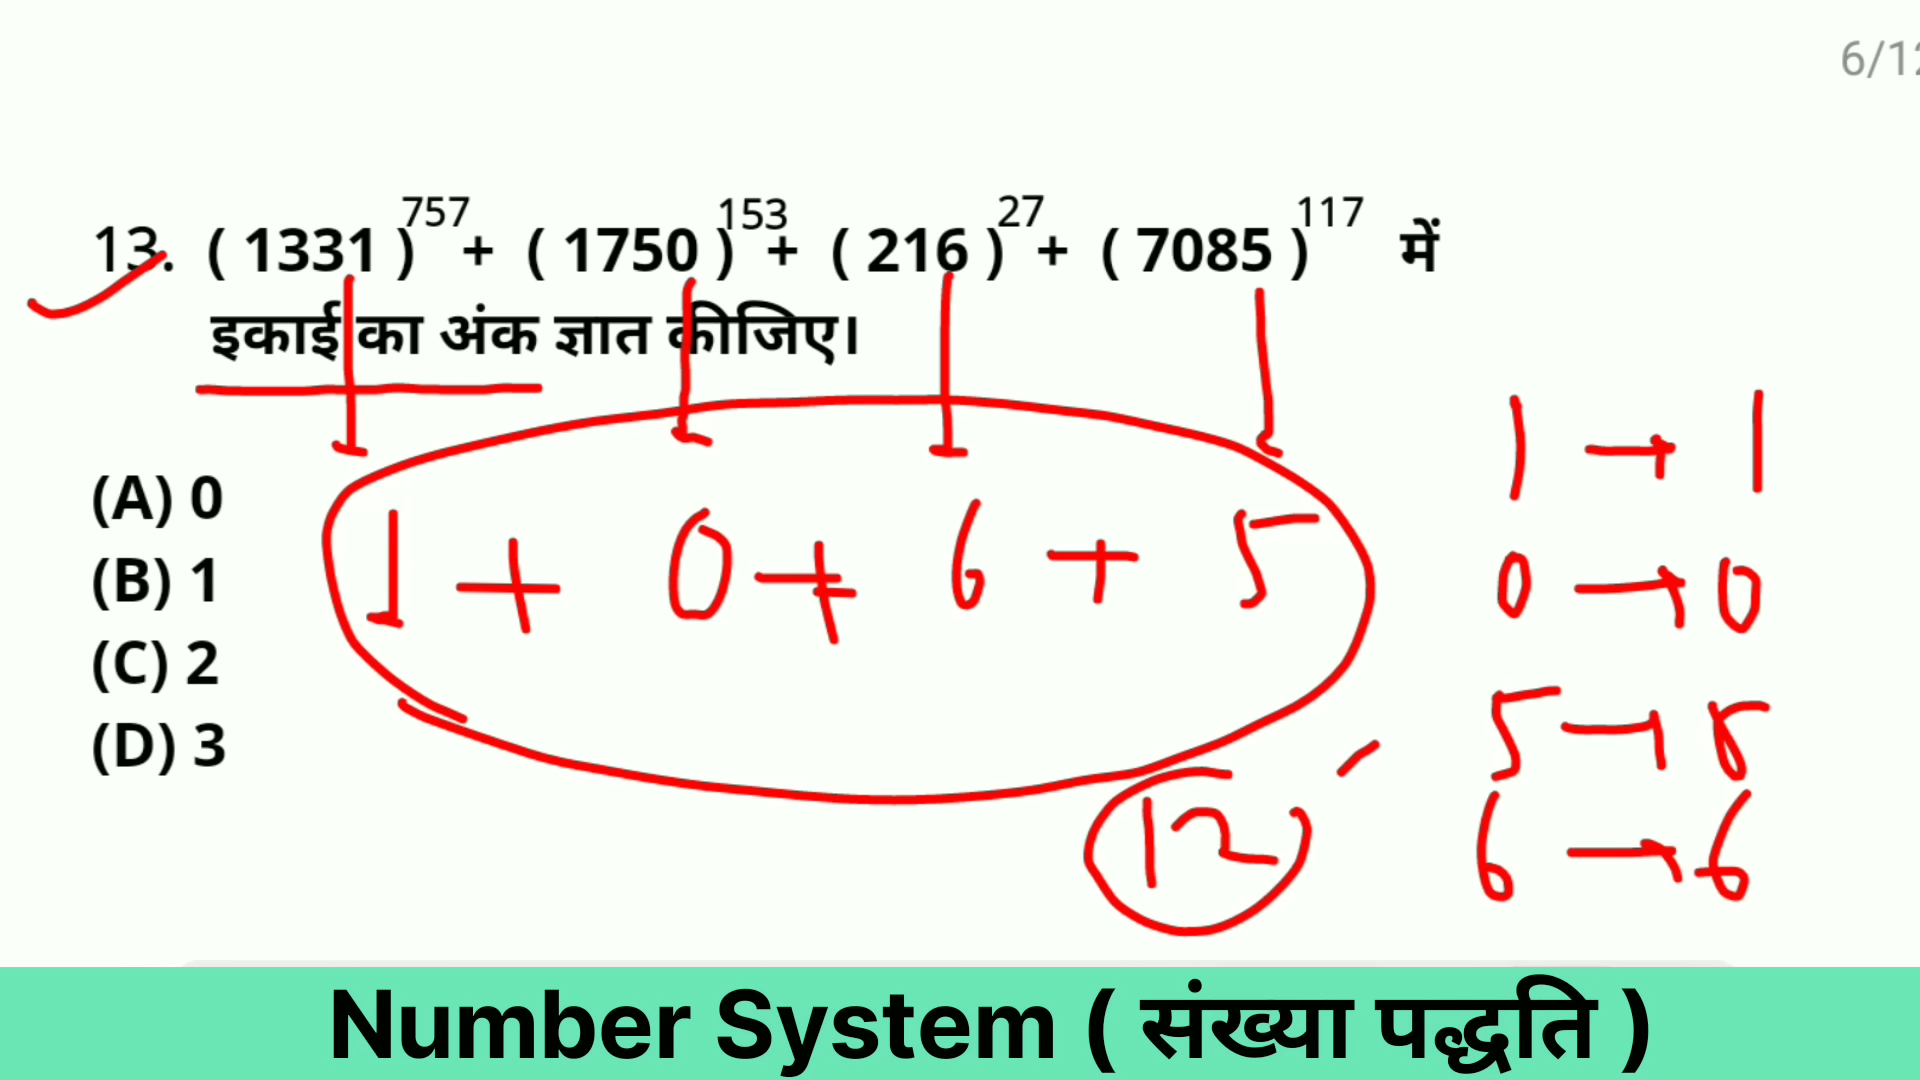 6/12
13. ( 1331 )^757 + ( 1750 )^153 + ( 216 )^27 + ( 7085 )^117 में
इकाई का अंक ज्ञात कीजिए।
(A) 0
(B) 1
(C) 2
(D) 3
1 + 0 + 6 + 5
12
1 → 1
0 → 0
5 → 5
6 → 6
Number System ( संख्या पद्धति )